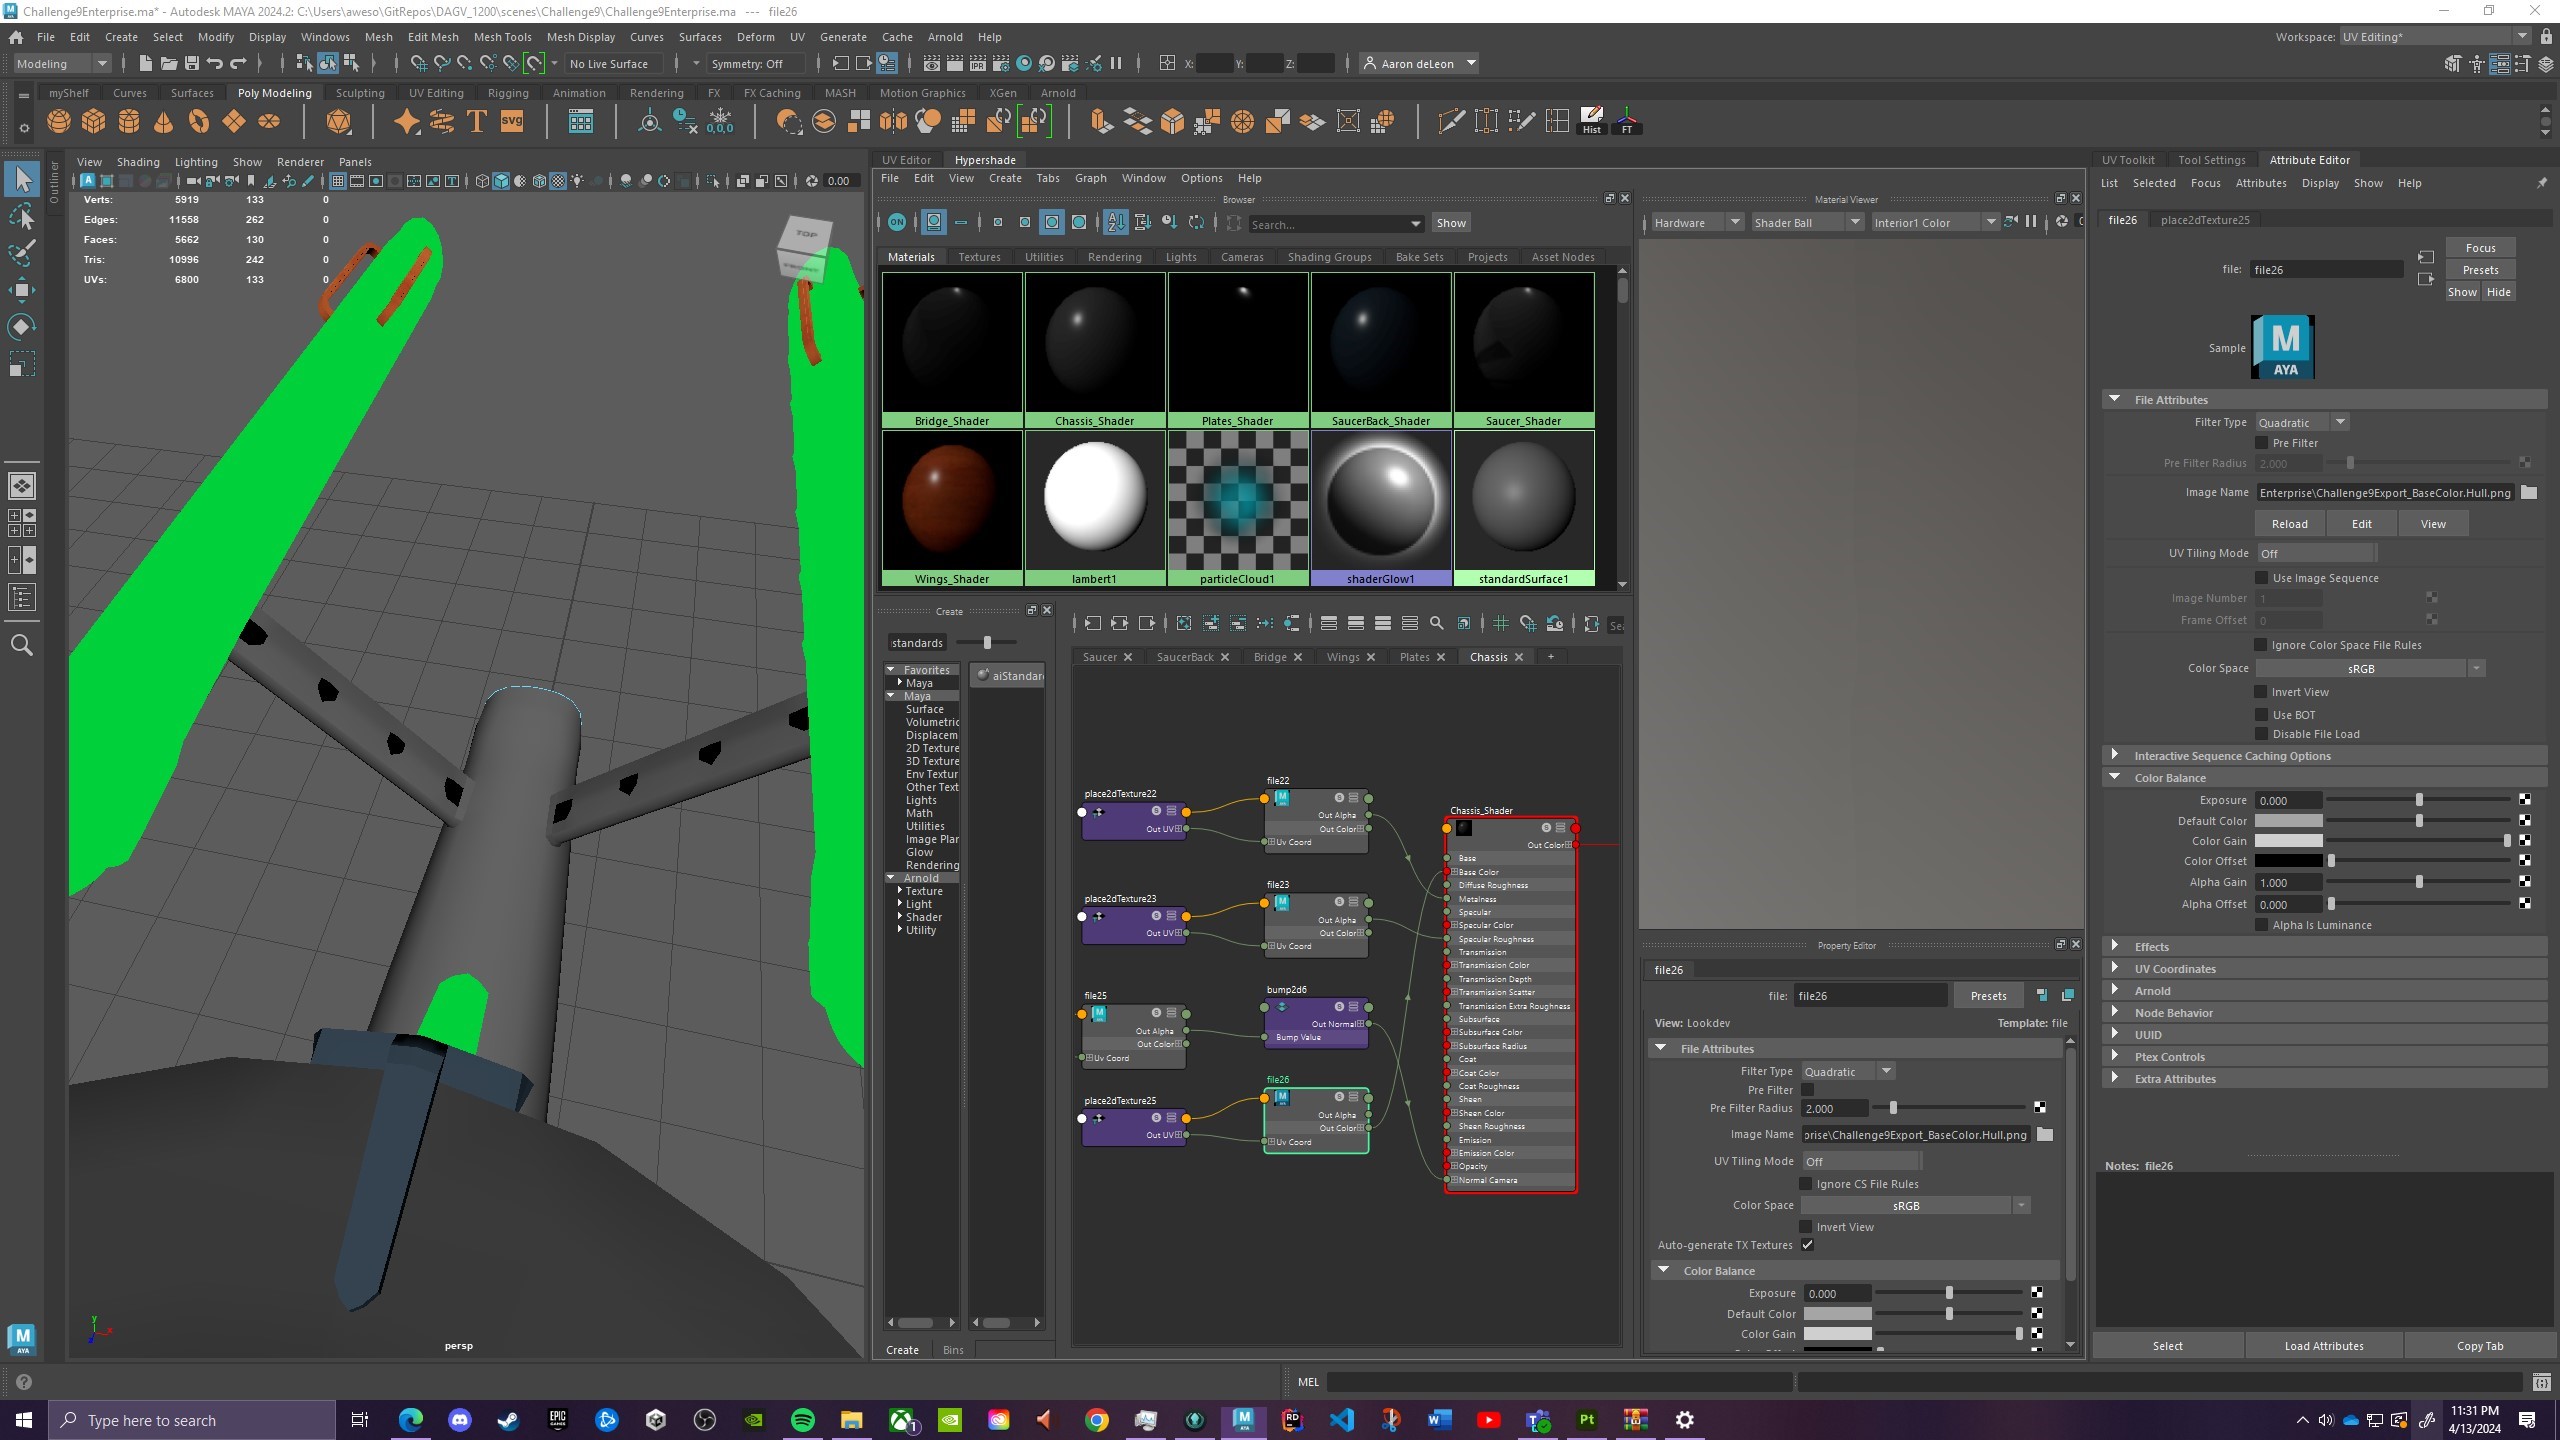 Challenge9Enterprise.ma* - Autodesk MAYA 2024.2: C:\Users\aweso\GitRepos\DAGV_1200\scenes\Challenge9\Challenge9Enterprise.ma --- file26
File Edit Create Select Modify Display Windows Mesh Edit Mesh Mesh Tools Mesh Display Curves Surfaces Deform UV Generate Cache Arnold Help
Workspace: UV Editing*
Modeling No Live Surface Symmetry: Off X: Y: Z: Aaron deLeon
myShelf Curves Surfaces Poly Modeling Sculpting UV Editing Rigging Animation Rendering FX FX Caching MASH Motion Graphics XGen Arnold
svg 0,0,0 Hist FT
Outliner
View Shading Lighting Show Renderer Panels
0.00
Verts: 5919 133 0
Edges: 11558 262 0
Faces: 5662 130 0
Tris: 10996 242 0
UVs: 6800 133 0
TOP
FRONT
persp
UV Editor Hypershade
File Edit View Create Tabs Graph Window Options Help
Browser
ON Search... Show
Materials Textures Utilities Rendering Lights Cameras Shading Groups Bake Sets Projects Asset Nodes
Bridge_Shader Chassis_Shader Plates_Shader SaucerBack_Shader Saucer_Shader
Wings_Shader lambert1 particleCloud1 shaderGlow1 standardSurface1
Create
standards
Favorites
Maya
Maya
Surface
Volumetric
Displacem
2D Texture
3D Texture
Env Textur
Other Text
Lights
Math
Utilities
Image Plan
Glow
Rendering
Arnold
Texture
Light
Shader
Utility
aiStandar
Create Bins
Saucer SaucerBack Bridge Wings Plates Chassis +
place2dTexture22
Out UV
file22
Out Alpha
Out Color
Uv Coord
place2dTexture23
Out UV
file23
Out Alpha
Out Color
Uv Coord
file25
Out Alpha
Out Color
Uv Coord
bump2d6
Out Normal
Bump Value
place2dTexture25
Out UV
file26
Out Alpha
Out Color
Uv Coord
Chassis_Shader
Out Color
Base
Base Color
Diffuse Roughness
Metalness
Specular
Specular Color
Specular Roughness
Transmission
Transmission Color
Transmission Depth
Transmission Scatter
Transmission Extra Roughness
Subsurface
Subsurface Color
Subsurface Radius
Coat
Coat Color
Coat Roughness
Sheen
Sheen Color
Sheen Roughness
Emission
Emission Color
Opacity
Normal Camera
Material Viewer
Hardware Shader Ball Interior1 Color
Property Editor
file26
file: file26 Presets
View: Lookdev Template: file
File Attributes
Filter Type Quadratic
Pre Filter
Pre Filter Radius 2.000
Image Name prise\Challenge9Export_BaseColor.Hull.png
UV Tiling Mode Off
Ignore CS File Rules
Color Space sRGB
Invert View
Auto-generate TX Textures
Color Balance
Exposure 0.000
Default Color
Color Gain
UV Toolkit Tool Settings Attribute Editor
List Selected Focus Attributes Display Show Help
file26 place2dTexture25
file: file26
Focus
Presets
Show Hide
Sample
M
AYA
File Attributes
Filter Type Quadratic
Pre Filter
Pre Filter Radius 2.000
Image Name Enterprise\Challenge9Export_BaseColor.Hull.png
Reload Edit View
UV Tiling Mode Off
Use Image Sequence
Image Number 1
Frame Offset 0
Ignore Color Space File Rules
Color Space sRGB
Invert View
Use BOT
Disable File Load
Interactive Sequence Caching Options
Color Balance
Exposure 0.000
Default Color
Color Gain
Color Offset
Alpha Gain 1.000
Alpha Offset 0.000
Alpha Is Luminance
Effects
UV Coordinates
Arnold
Node Behavior
UUID
Ptex Controls
Extra Attributes
Notes: file26
Select Load Attributes Copy Tab
MEL
Type here to search
11:31 PM
4/13/2024